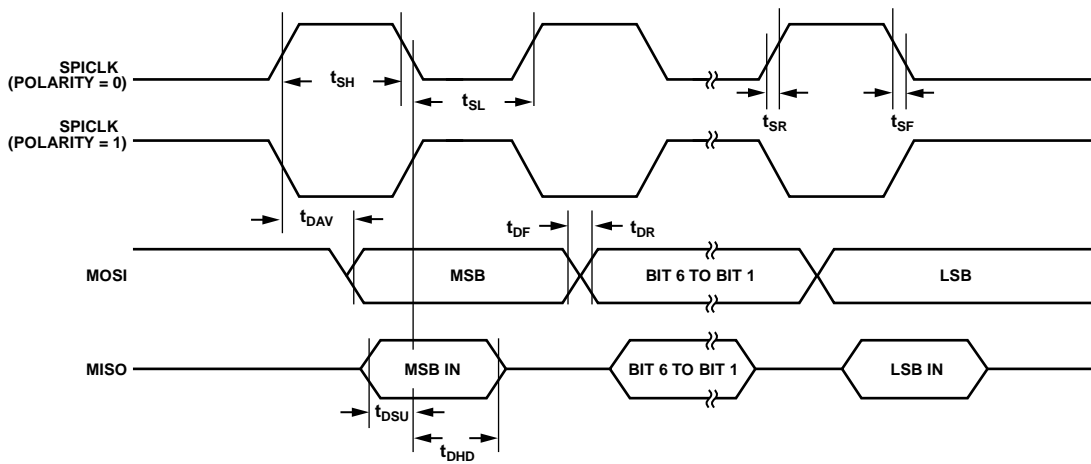 SPICLK
(POLARITY = 0)
tSH
tSL
tSR
tSF
SPICLK
(POLARITY = 1)
tDAV
tDF
tDR
MOSI
MSB
BIT 6 TO BIT 1
LSB
MISO
MSB IN
BIT 6 TO BIT 1
LSB IN
tDSU
tDHD